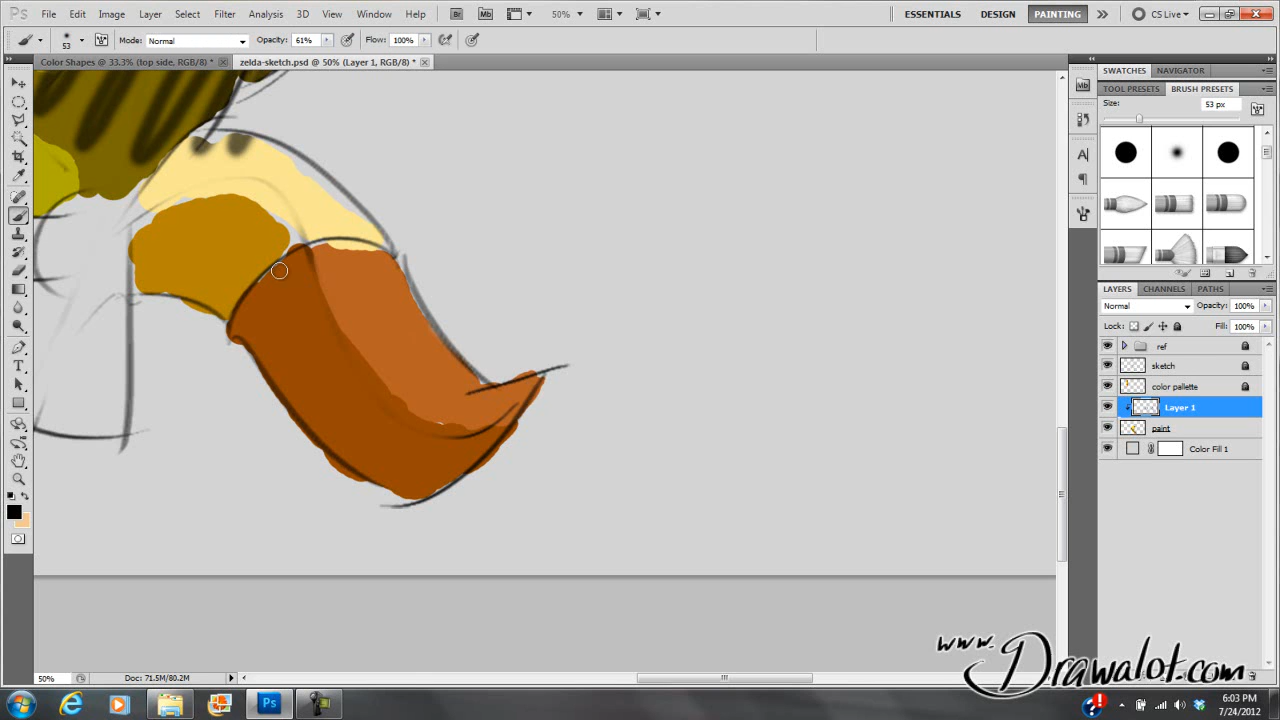 Ps File Edit Image Layer Select Filter Analysis 3D View Window Help Br Mb 50% ESSENTIALS DESIGN PAINTING CS Live
53 Mode: Normal Opacity: 61% Flow: 100%
Color Shapes @ 33.3% (top side, RGB/8) * zelda-sketch.psd @ 50% (Layer 1, RGB/8) *
SWATCHES NAVIGATOR
TOOL PRESETS BRUSH PRESETS
Size: 53 px
LAYERS CHANNELS PATHS
Normal Opacity: 100%
Lock: Fill: 100%
ref
sketch
color pallette
Layer 1
paint
Color Fill 1
www.Drawalot.com
50% Doc: 71.5M/80.2M
Ps 6:03 PM
7/24/2012